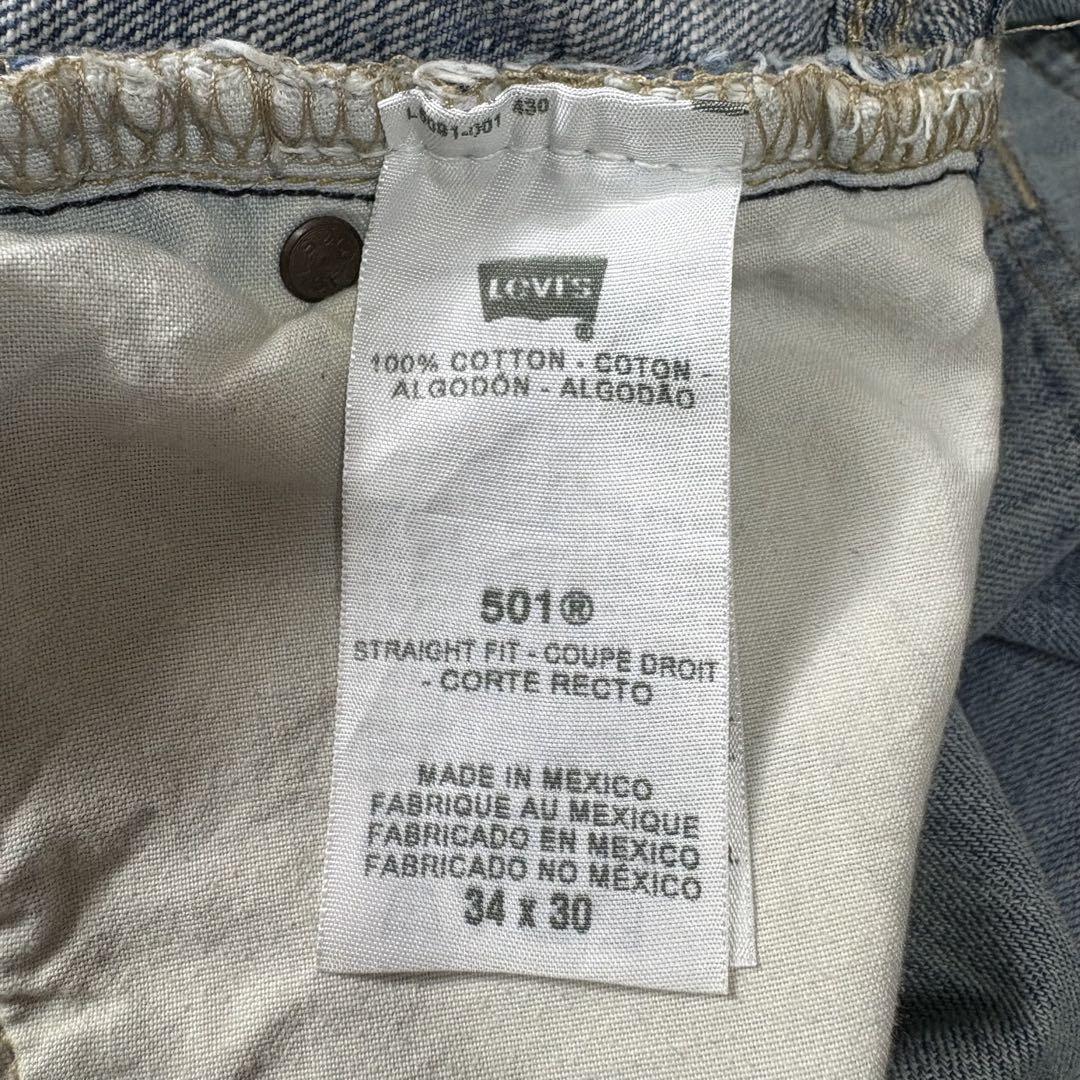 430
LEVI'S
®
100% COTTON - COTON -
ALGODÓN - ALGODÃO
501®
STRAIGHT FIT - COUPE DROIT
- CORTE RECTO
MADE IN MEXICO
FABRIQUE AU MEXIQUE
FABRICADO EN MEXICO
FABRICADO NO MÉXICO
34 x 30